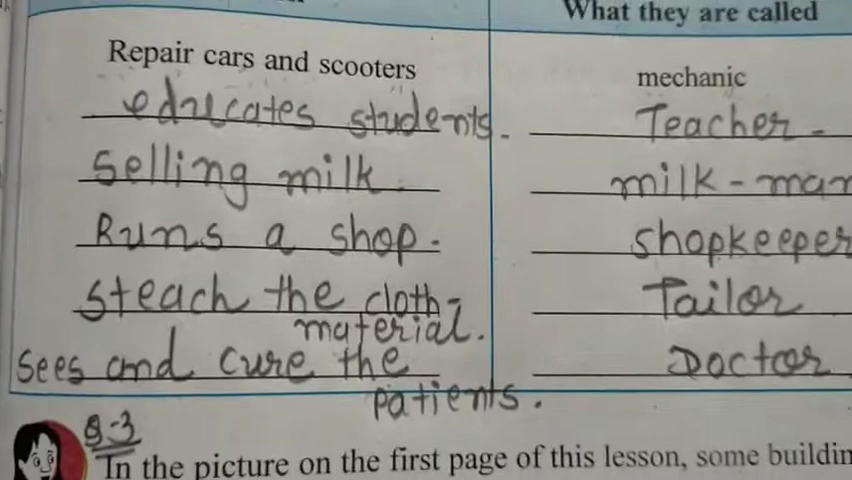 What they are called
Repair cars and scooters
mechanic
educates students.
Teacher -
Selling milk.
milk-man
Runs a shop.
shopkeeper
steach the cloth-
material.
Tailor
sees and cure the
patients.
Doctor
Q-3
In the picture on the first page of this lesson, some buildin